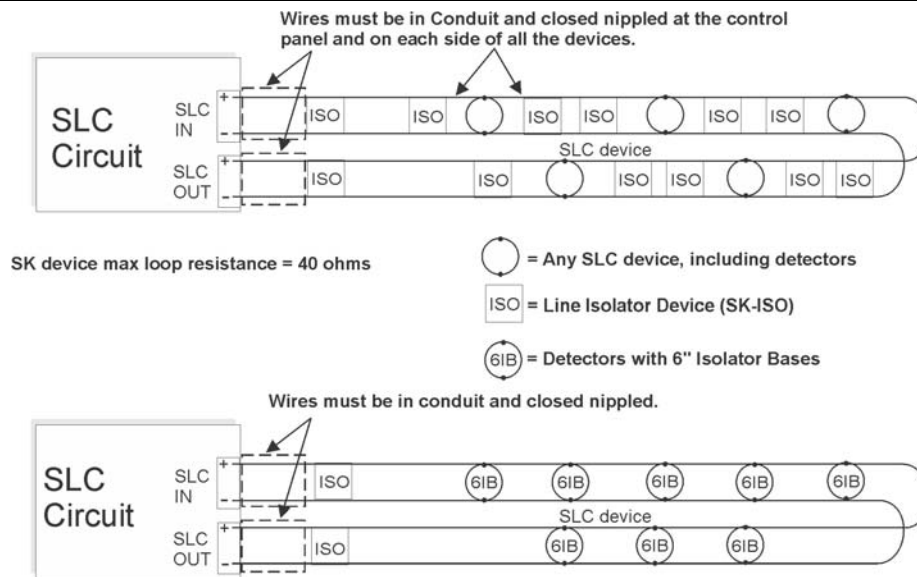 Wires must be in Conduit and closed nippled at the control
panel and on each side of all the devices.
SLC
Circuit
+
SLC
IN
-
+
SLC
OUT
-
ISO
ISO
ISO
ISO
ISO
ISO
SLC device
ISO
ISO
ISO
ISO
ISO
ISO
SK device max loop resistance = 40 ohms
= Any SLC device, including detectors
ISO = Line Isolator Device (SK-ISO)
6IB = Detectors with 6" Isolator Bases
Wires must be in conduit and closed nippled.
SLC
Circuit
+
SLC
IN
-
+
SLC
OUT
-
ISO
6IB
6IB
6IB
6IB
6IB
SLC device
ISO
6IB
6IB
6IB